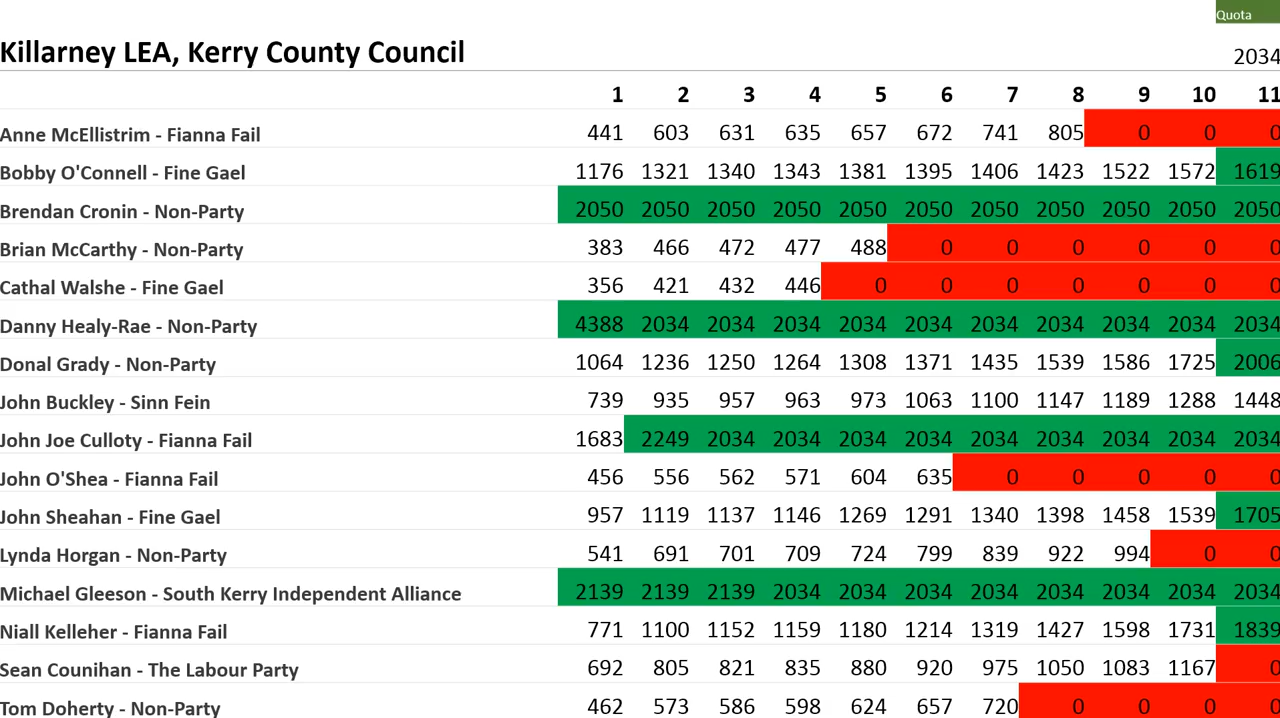 Quota
Killarney LEA, Kerry County Council 2034
1 2 3 4 5 6 7 8 9 10 11
Anne McEllistrim - Fianna Fail 441 603 631 635 657 672 741 805 0 0 0
Bobby O'Connell - Fine Gael 1176 1321 1340 1343 1381 1395 1406 1423 1522 1572 1619
Brendan Cronin - Non-Party 2050 2050 2050 2050 2050 2050 2050 2050 2050 2050 2050
Brian McCarthy - Non-Party 383 466 472 477 488 0 0 0 0 0 0
Cathal Walshe - Fine Gael 356 421 432 446 0 0 0 0 0 0 0
Danny Healy-Rae - Non-Party 4388 2034 2034 2034 2034 2034 2034 2034 2034 2034 2034
Donal Grady - Non-Party 1064 1236 1250 1264 1308 1371 1435 1539 1586 1725 2006
John Buckley - Sinn Fein 739 935 957 963 973 1063 1100 1147 1189 1288 1448
John Joe Culloty - Fianna Fail 1683 2249 2034 2034 2034 2034 2034 2034 2034 2034 2034
John O'Shea - Fianna Fail 456 556 562 571 604 635 0 0 0 0 0
John Sheahan - Fine Gael 957 1119 1137 1146 1269 1291 1340 1398 1458 1539 1705
Lynda Horgan - Non-Party 541 691 701 709 724 799 839 922 994 0 0
Michael Gleeson - South Kerry Independent Alliance 2139 2139 2139 2034 2034 2034 2034 2034 2034 2034 2034
Niall Kelleher - Fianna Fail 771 1100 1152 1159 1180 1214 1319 1427 1598 1731 1839
Sean Counihan - The Labour Party 692 805 821 835 880 920 975 1050 1083 1167 0
Tom Doherty - Non-Party 462 573 586 598 624 657 720 0 0 0 0